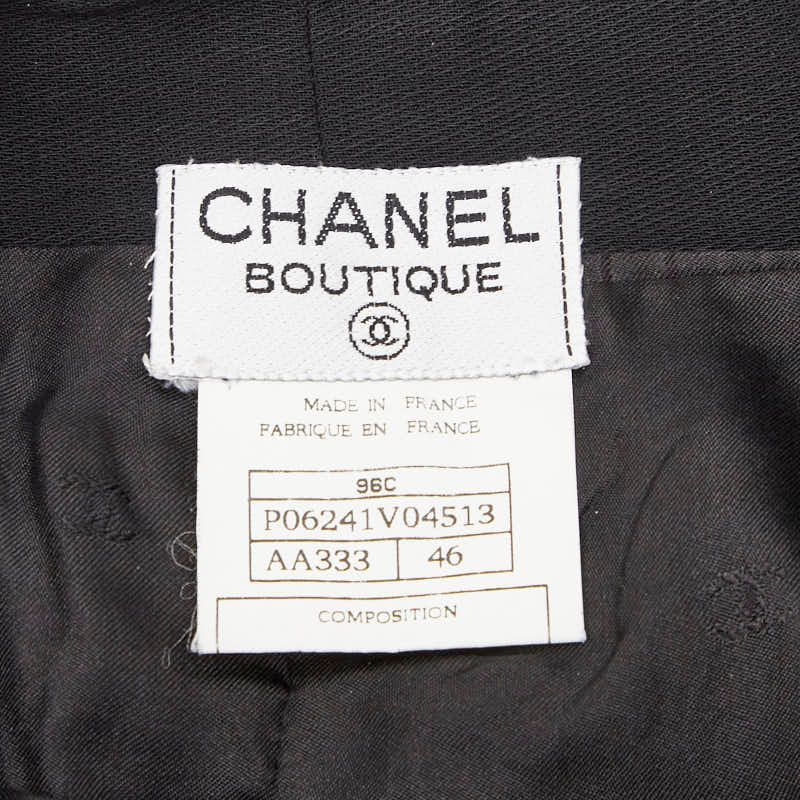 CHANEL
BOUTIQUE
MADE IN FRANCE
FABRIQUE EN FRANCE
96C
P06241V04513
AA333 46
COMPOSITION